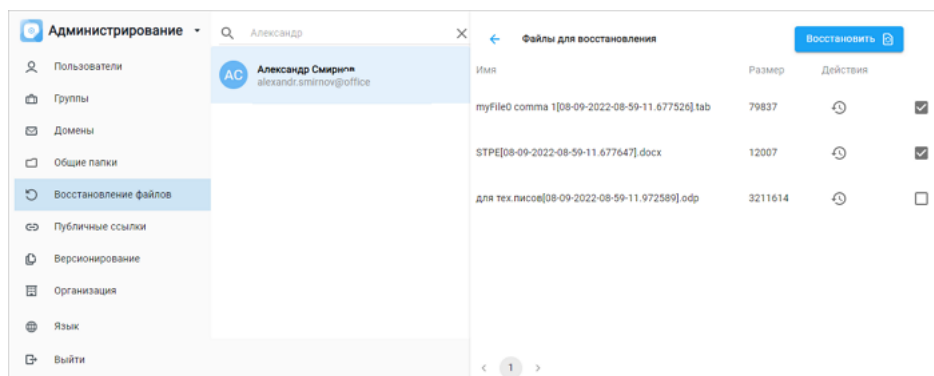 Администрирование
Пользователи
Группы
Домены
Общие папки
Восстановление файлов
Публичные ссылки
Версионирование
Организация
Язык
Выйти
Александр
АС
Александр Смирнов
alexandr.smirnov@office
Файлы для восстановления
Восстановить
Имя Размер Действия
myFile0 comma 1[08-09-2022-08-59-11.677526].tab 79837
STPE[08-09-2022-08-59-11.677647].docx 12007
для тех.писов[08-09-2022-08-59-11.972589].odp 3211614
< 1 >